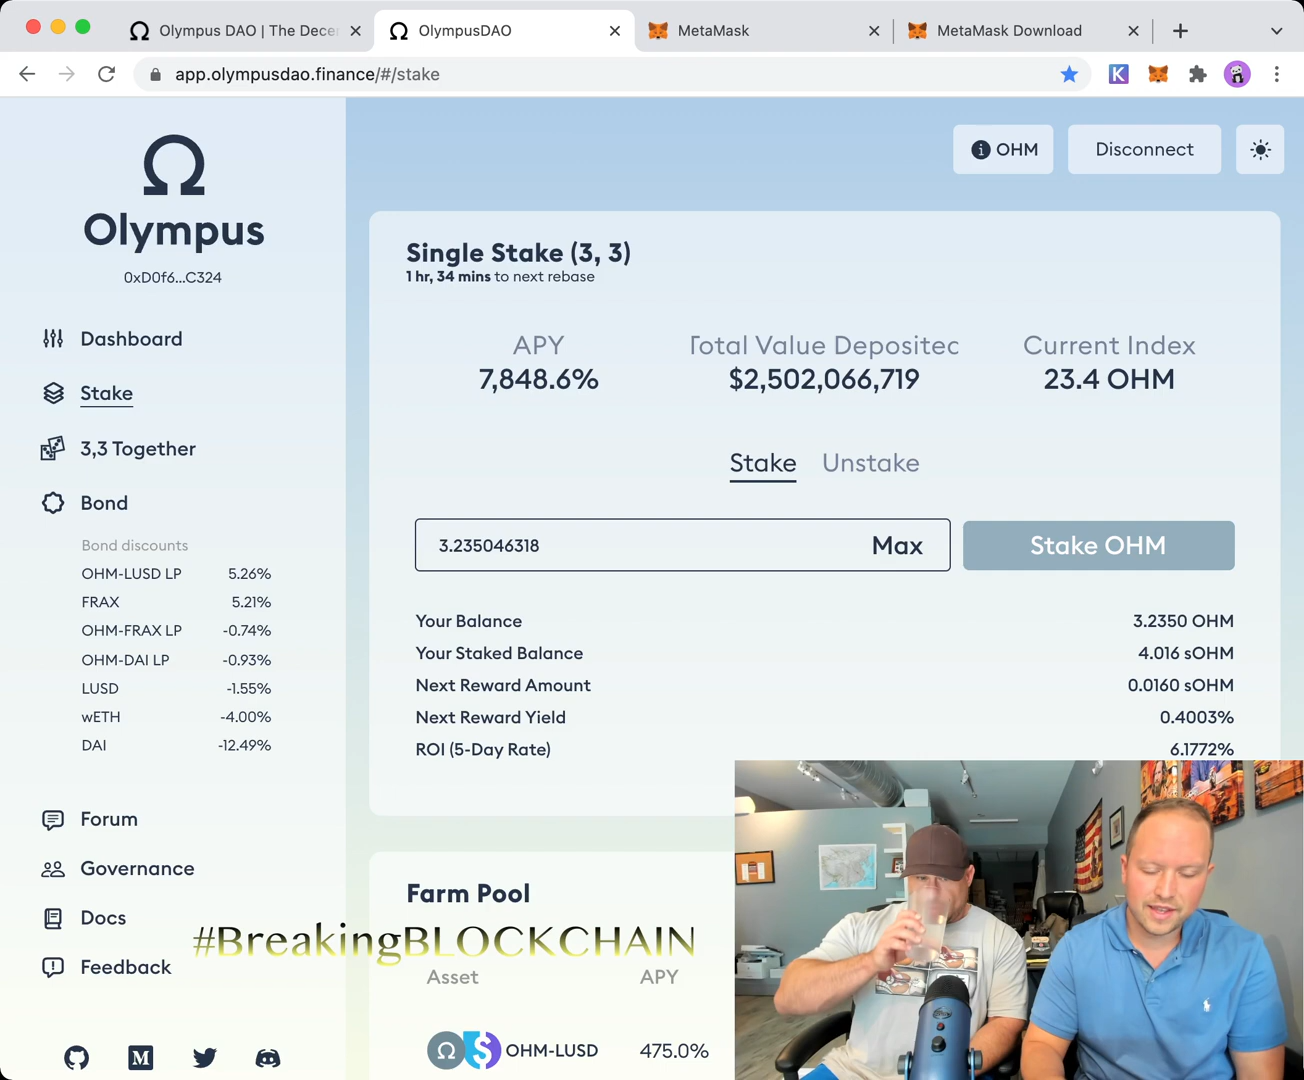 Olympus DAO | The Dece
OlympusDAO
MetaMask
MetaMask Download
app.olympusdao.finance/#/stake
K
OHM
Disconnect
Olympus
0xD0f6...C324
Dashboard
Stake
3,3 Together
Bond
Bond discounts
OHM-LUSD LP 5.26%
FRAX 5.21%
OHM-FRAX LP -0.74%
OHM-DAI LP -0.93%
LUSD -1.55%
wETH -4.00%
DAI -12.49%
Forum
Governance
Docs
Feedback
Single Stake (3, 3)
1 hr, 34 mins to next rebase
APY Total Value Deposited Current Index
7,848.6% $2,502,066,719 23.4 OHM
Stake Unstake
3.235046318 Max Stake OHM
Your Balance 3.2350 OHM
Your Staked Balance 4.016 sOHM
Next Reward Amount 0.0160 sOHM
Next Reward Yield 0.4003%
ROI (5-Day Rate) 6.1772%
Farm Pool
#BreakingBLOCKCHAIN
Asset APY
OHM-LUSD 475.0%